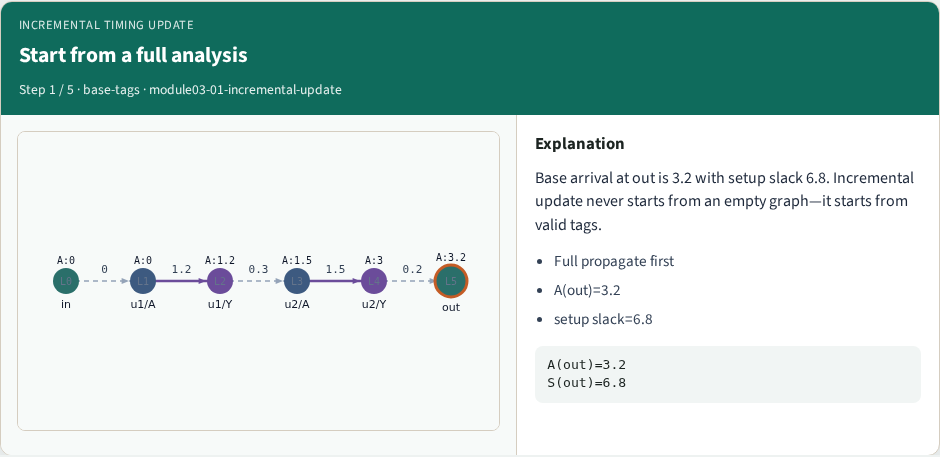 INCREMENTAL TIMING UPDATE
Start from a full analysis
Step 1 / 5 · base-tags · module03-01-incremental-update
A:0 A:0 A:1.2 A:1.5 A:3 A:3.2
0 1.2 0.3 1.5 0.2
L0 L1 L2 L3 L4 L5
in u1/A u1/Y u2/A u2/Y out
Explanation
Base arrival at out is 3.2 with setup slack 6.8. Incremental
update never starts from an empty graph—it starts from
valid tags.
• Full propagate first
• A(out)=3.2
• setup slack=6.8
A(out)=3.2
S(out)=6.8